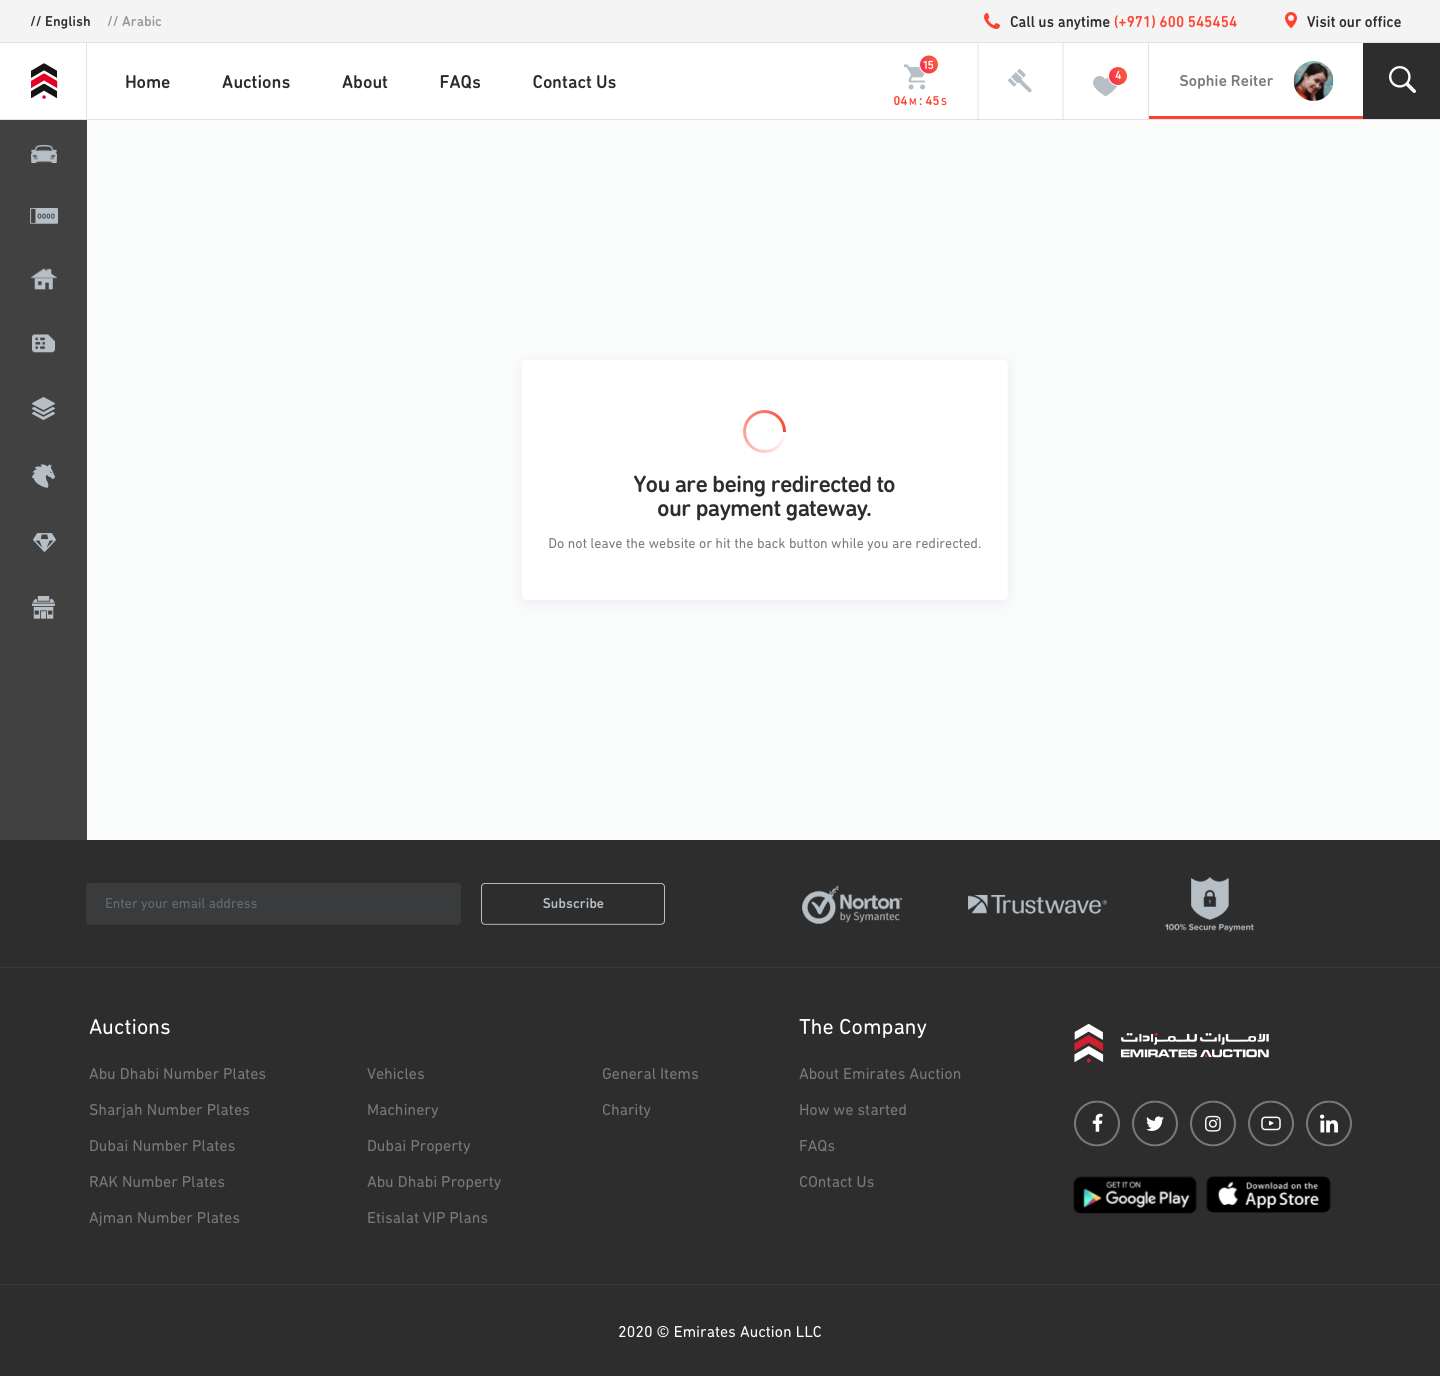 // English // Arabic
Call us anytime (+971) 600 545454
Visit our office
Home
Auctions
About
FAQs
Contact Us
15
04M : 45S
4
Sophie Reiter
0000
You are being redirected to
our payment gateway.
Do not leave the website or hit the back button while you are redirected.
Enter your email address
Subscribe
Norton
by Symantec
Trustwave®
100% Secure Payment
Auctions
Abu Dhabi Number Plates
Sharjah Number Plates
Dubai Number Plates
RAK Number Plates
Ajman Number Plates
Vehicles
Machinery
Dubai Property
Abu Dhabi Property
Etisalat VIP Plans
General Items
Charity
The Company
About Emirates Auction
How we started
FAQs
COntact Us
الامـــارات للـمــزادات
EMIRATES AUCTION
GET IT ON
Google Play
Download on the
App Store
2020 © Emirates Auction LLC